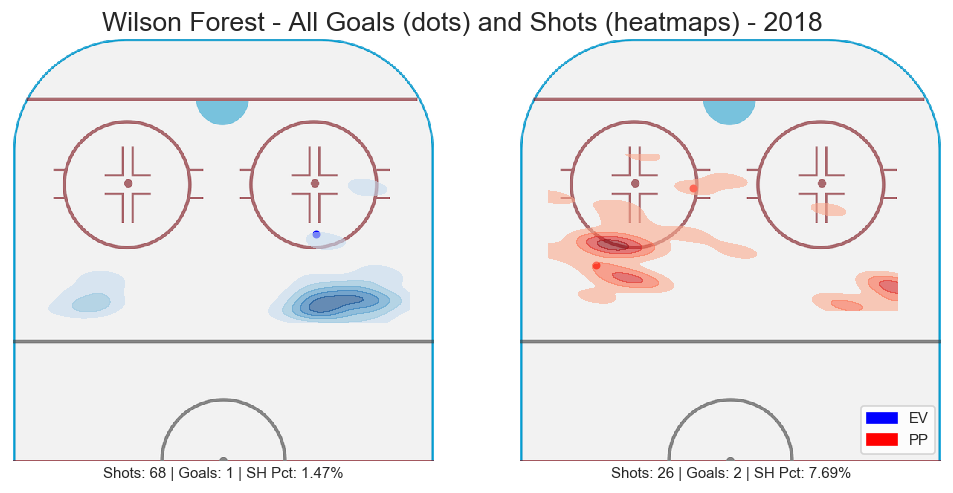 Wilson Forest - All Goals (dots) and Shots (heatmaps) - 2018
EV
PP
Shots: 68 | Goals: 1 | SH Pct: 1.47%
Shots: 26 | Goals: 2 | SH Pct: 7.69%